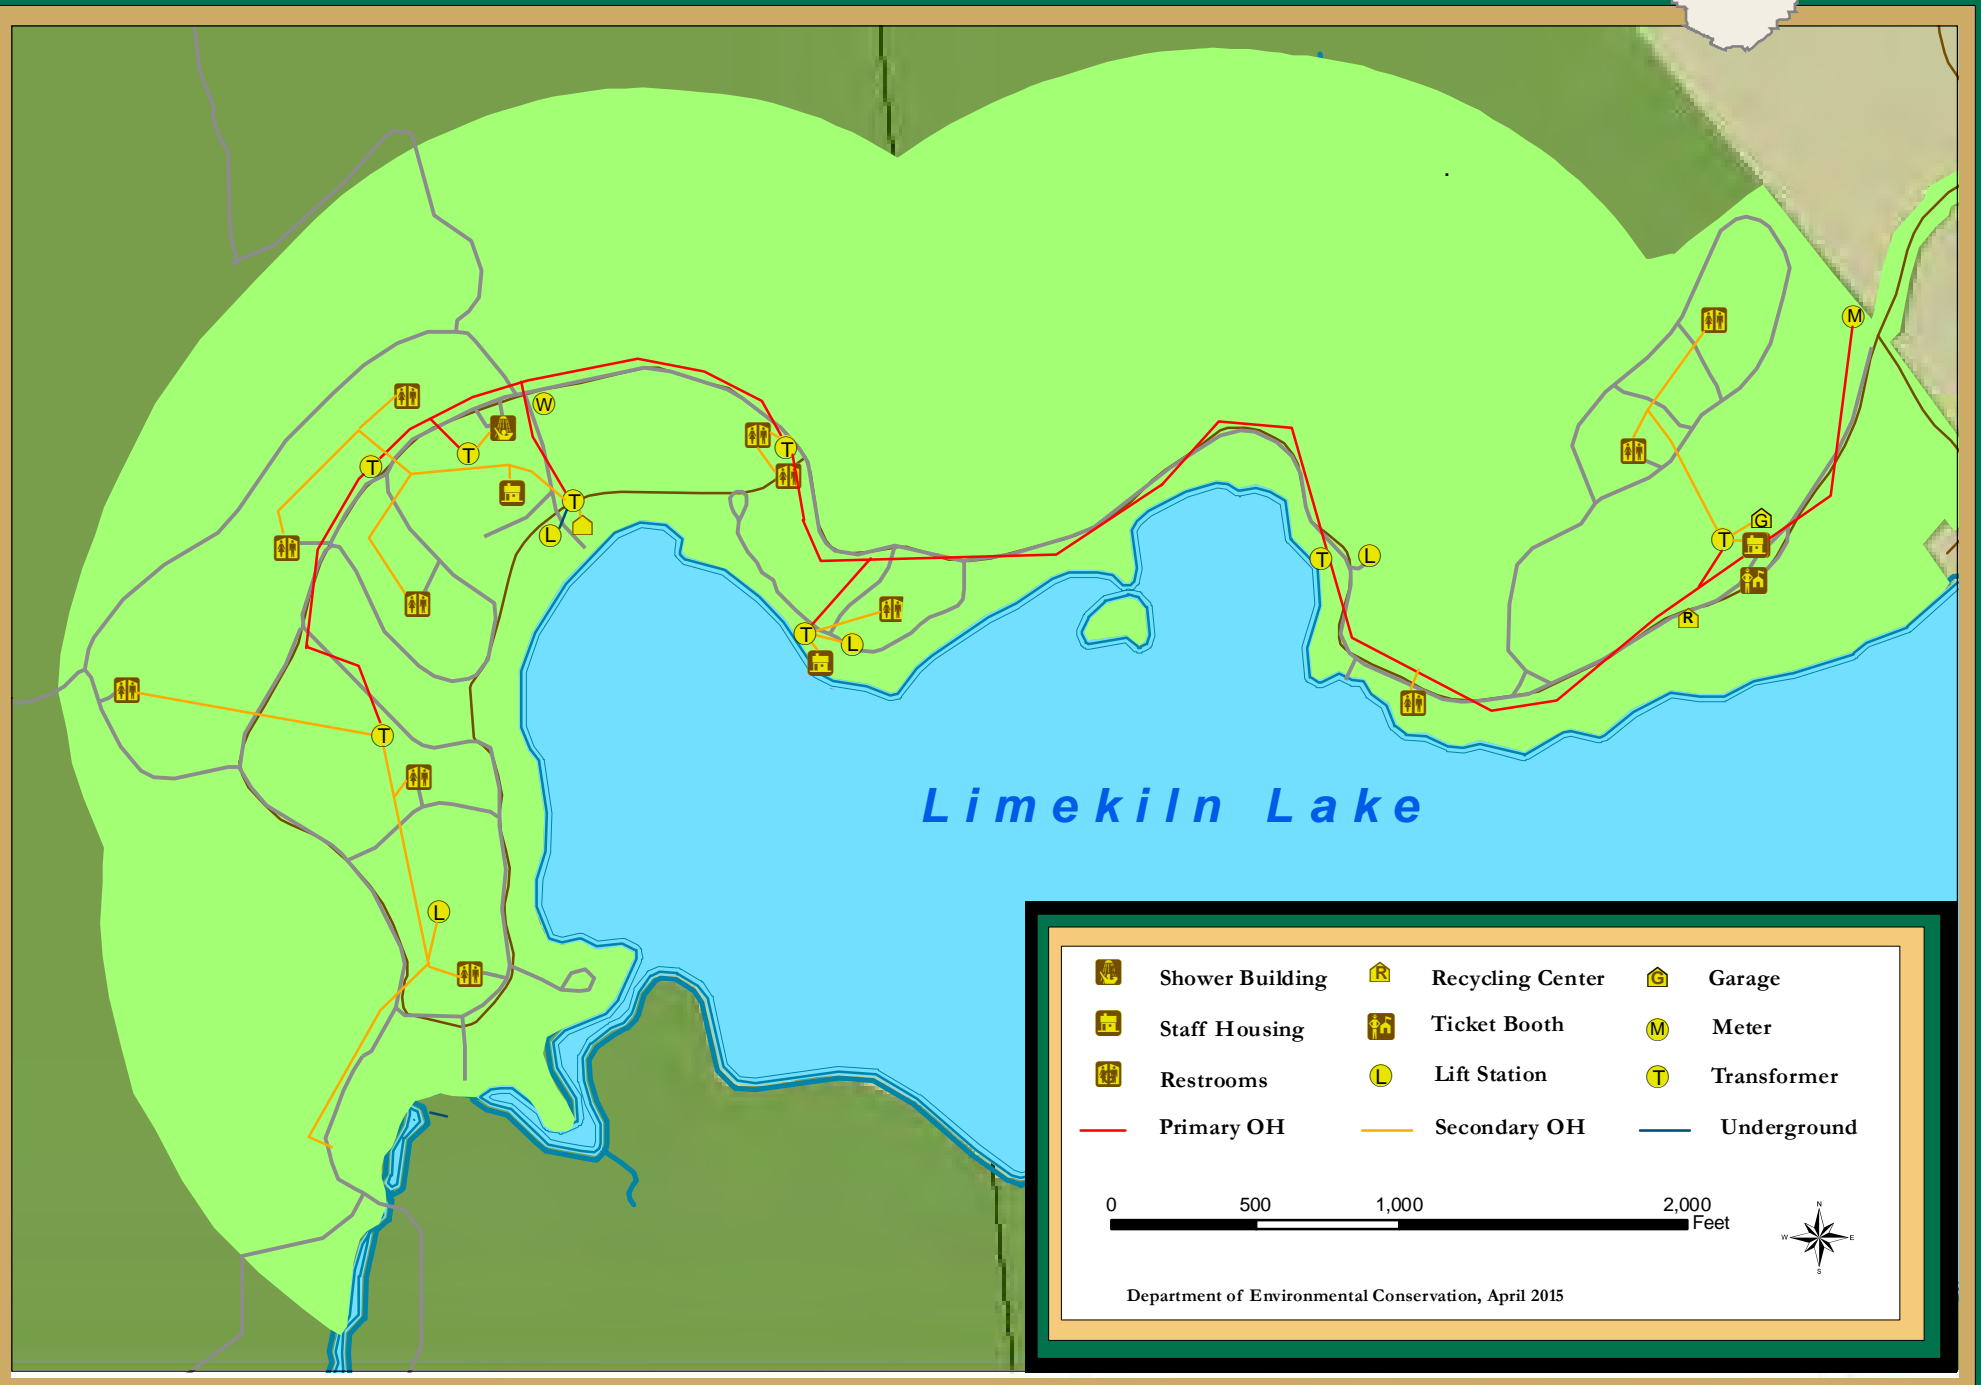 M
W
T
T
T
T
L
G
T
R
T
L
T
L
T
L
Limekiln Lake
L
Shower Building
R
Recycling Center
G
Garage
Staff Housing
Ticket Booth
M
Meter
Restrooms
L
Lift Station
T
Transformer
Primary OH
Secondary OH
Underground
0 500 1,000 2,000
Feet
N
W E
S
Department of Environmental Conservation, April 2015